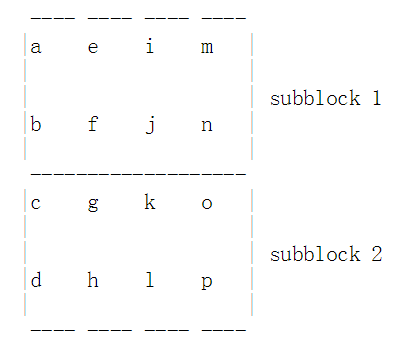 ---- ---- ---- ----
a e i m
subblock 1
b f j n
-------------------
c g k o
subblock 2
d h l p
---- ---- ---- ----